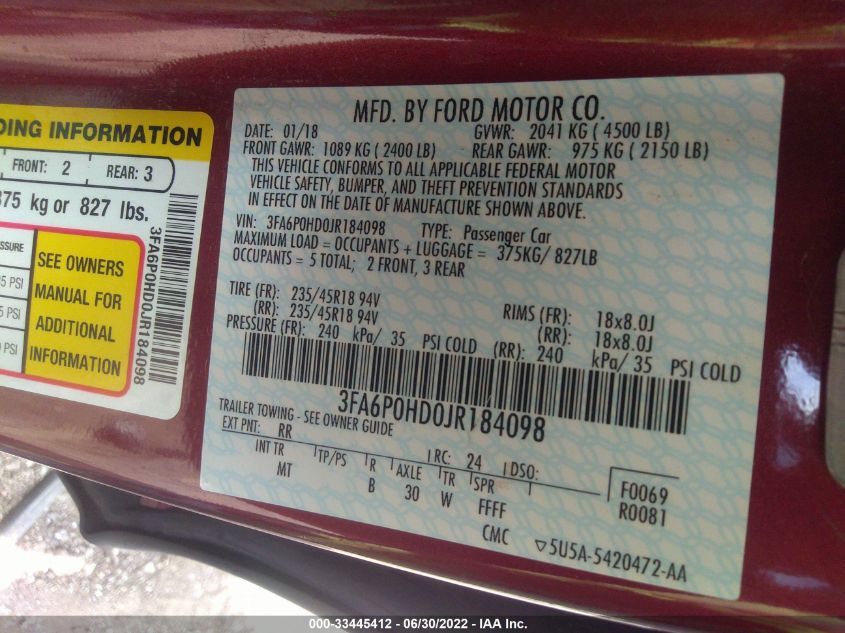 DING INFORMATION
FRONT: 2
REAR: 3
375 kg or 827 lbs.
SSURE
SEE OWNERS
MANUAL FOR
ADDITIONAL
INFORMATION
5 PSI
5 PSI
PSI
3FA6P0HD0JR184098
MFD. BY FORD MOTOR CO.
DATE: 01/18 GVWR: 2041 KG ( 4500 LB)
FRONT GAWR: 1089 KG ( 2400 LB) REAR GAWR: 975 KG ( 2150 LB)
THIS VEHICLE CONFORMS TO ALL APPLICABLE FEDERAL MOTOR
VEHICLE SAFETY, BUMPER, AND THEFT PREVENTION STANDARDS
IN EFFECT ON THE DATE OF MANUFACTURE SHOWN ABOVE.
VIN: 3FA6P0HD0JR184098 TYPE: Passenger Car
MAXIMUM LOAD = OCCUPANTS + LUGGAGE = 375KG/ 827LB
OCCUPANTS = 5 TOTAL; 2 FRONT, 3 REAR
TIRE (FR): 235/45R18 94V RIMS (FR): 18x8.0J
(RR): 235/45R18 94V (RR): 18x8.0J
PRESSURE (FR): 240 kPa/ 35 PSI COLD (RR): 240 kPa/ 35 PSI COLD
3FA6P0HD0JR184098
TRAILER TOWING - SEE OWNER GUIDE
EXT PNT: RR RC: 24 DSO:
INT TR TP/PS R AXLE TR SPR F0069
MT B 30 W FFFF R0081
CMC ▽5U5A-5420472-AA
000-33445412 - 06/30/2022 - IAA Inc.